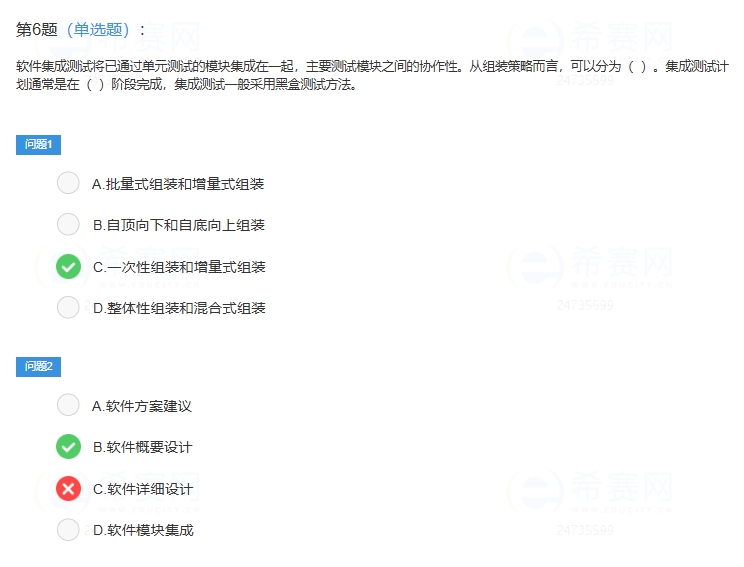 第6题（单选题）：
软件集成测试将已通过单元测试的模块集成在一起，主要测试模块之间的协作性。从组装策略而言，可以分为（ ）。集成测试计
划通常是在（ ）阶段完成，集成测试一般采用黑盒测试方法。
问题1
A.批量式组装和增量式组装
B.自顶向下和自底向上组装
C.一次性组装和增量式组装
D.整体性组装和混合式组装
问题2
A.软件方案建议
B.软件概要设计
C.软件详细设计
D.软件模块集成
希赛网
24735599
希赛网
24735599
希赛网
24735599